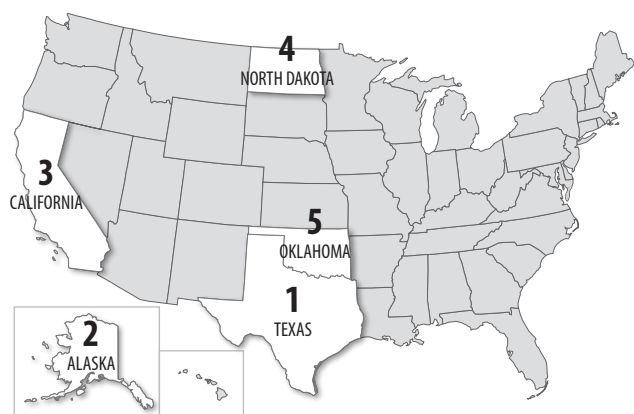 4
NORTH DAKOTA
3
CALIFORNIA
5
OKLAHOMA
1
TEXAS
2
ALASKA